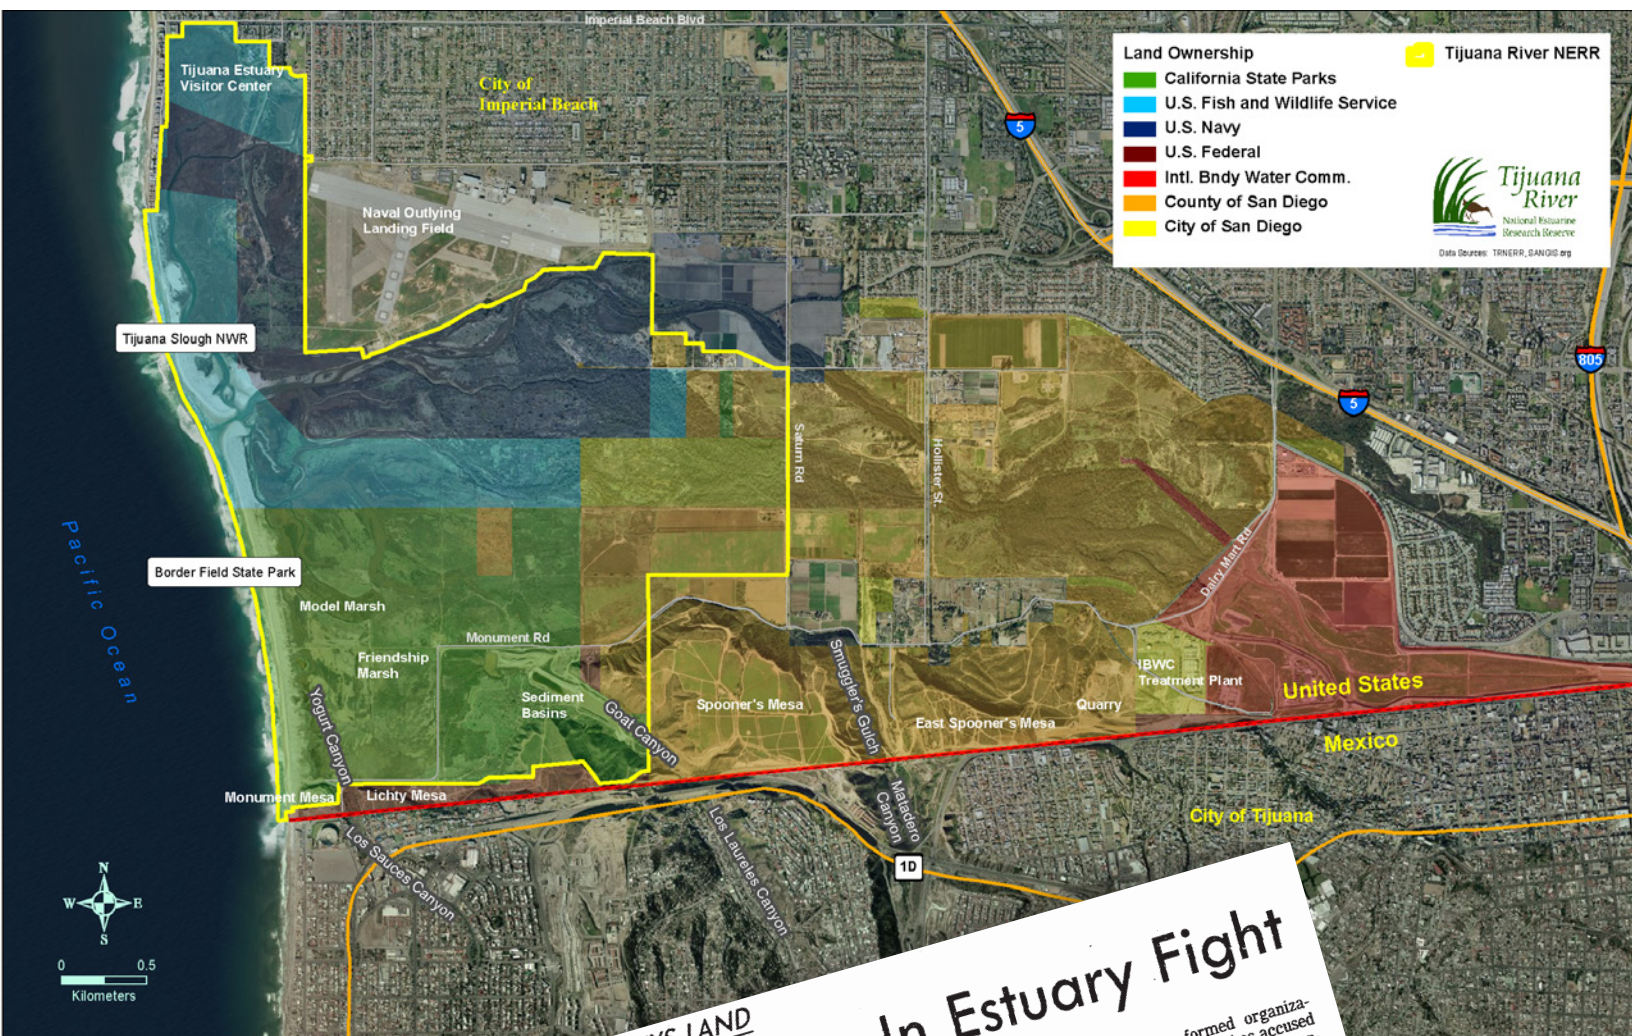 Imperial Beach Blvd
Tijuana Estuary
Visitor Center
City of
Imperial Beach
5
Land Ownership
California State Parks
U.S. Fish and Wildlife Service
U.S. Navy
U.S. Federal
Intl. Bndy Water Comm.
County of San Diego
City of San Diego
Tijuana River NERR
Tijuana
River
National Estuarine
Research Reserve
Data Sources: TRNERR, SANGIS.org
Naval Outlying
Landing Field
Tijuana Slough NWR
805
5
Saturn Rd
Hollister St.
Pacific Ocean
Border Field State Park
Dairy Mart Rd
Model Marsh
Monument Rd
Friendship
Marsh
Sediment
Basins
Yogurt Canyon
Goat Canyon
Spooner's Mesa
Smuggler's Gulch
East Spooner's Mesa
Quarry
IBWC
Treatment Plant
United States
Mexico
Monument Mesa
Lichty Mesa
Matadero
Canyon
City of Tijuana
Los Sauces Canyon
Los Laureles Canyon
1D
N
W E
S
0 0.5
Kilometers
In Estuary Fight
LAND
formed organiza-
accused